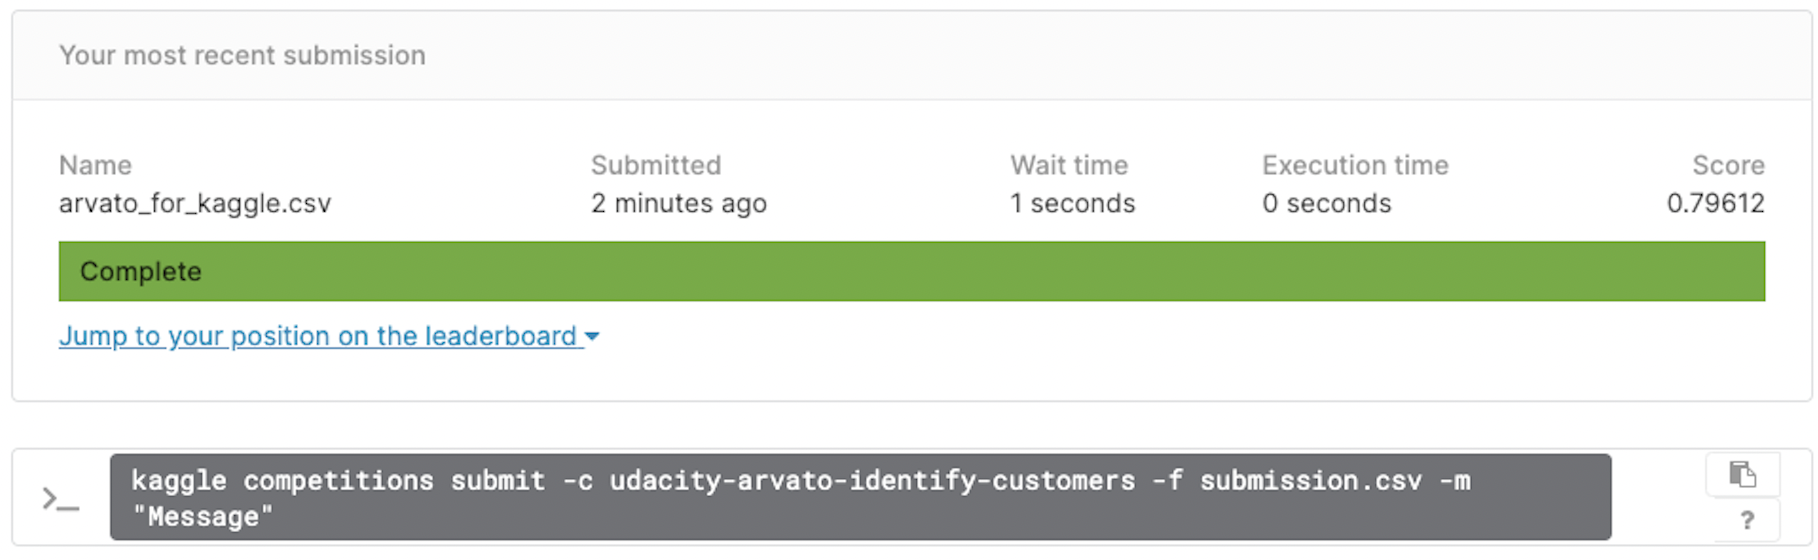 Your most recent submission
Name Submitted Wait time Execution time Score
arvato_for_kaggle.csv 2 minutes ago 1 seconds 0 seconds 0.79612
Complete
Jump to your position on the leaderboard
>_ kaggle competitions submit -c udacity-arvato-identify-customers -f submission.csv -m
"Message"
?